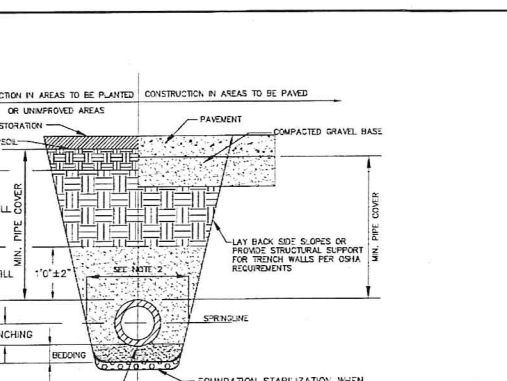 CTION IN AREAS TO BE PLANTED
CONSTRUCTION IN AREAS TO BE PAVED
OR UNIMPROVED AREAS
STORATION
PAVEMENT
COMPACTED GRAVEL BASE
MIN. PIPE COVER
MIN. PIPE COVER
LAY BACK SIDE SLOPES OR
PROVIDE STRUCTURAL SUPPORT
FOR TRENCH WALLS PER OSHA
REQUIREMENTS
1'0"±2"
SEE NOTE 2
SPRINGLINE
NCHING
BEDDING
FOUNDATION STABILIZATION WHEN